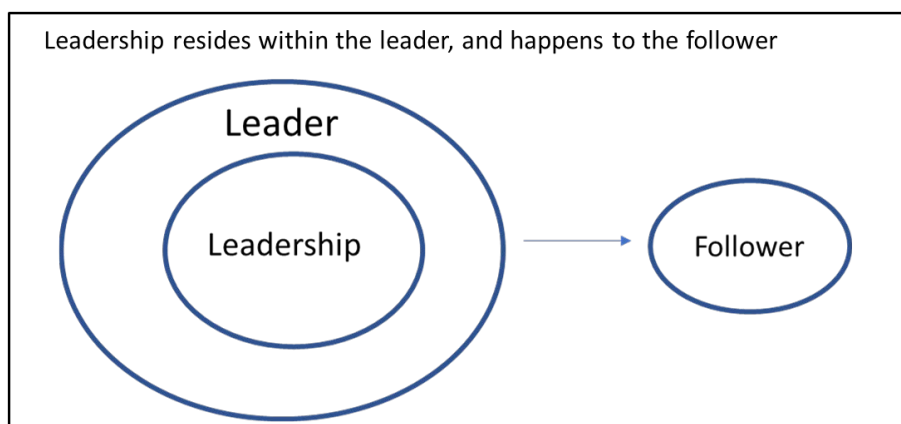 Leadership resides within the leader, and happens to the follower
Leader
Leadership
Follower